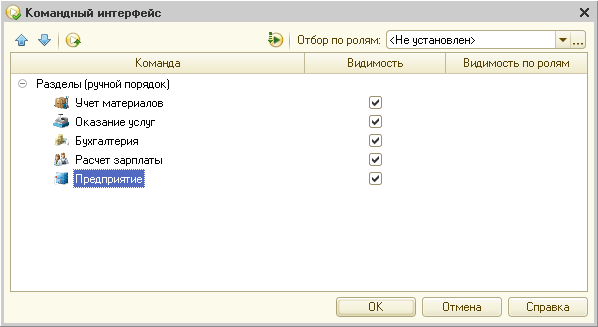 Командный интерфейс
Отбор по ролям: <Не установлен>
Команда Видимость Видимость по ролям
Разделы (ручной порядок)
Учет материалов
Оказание услуг
Бухгалтерия
Расчет зарплаты
Предприятие
OK Отмена Справка